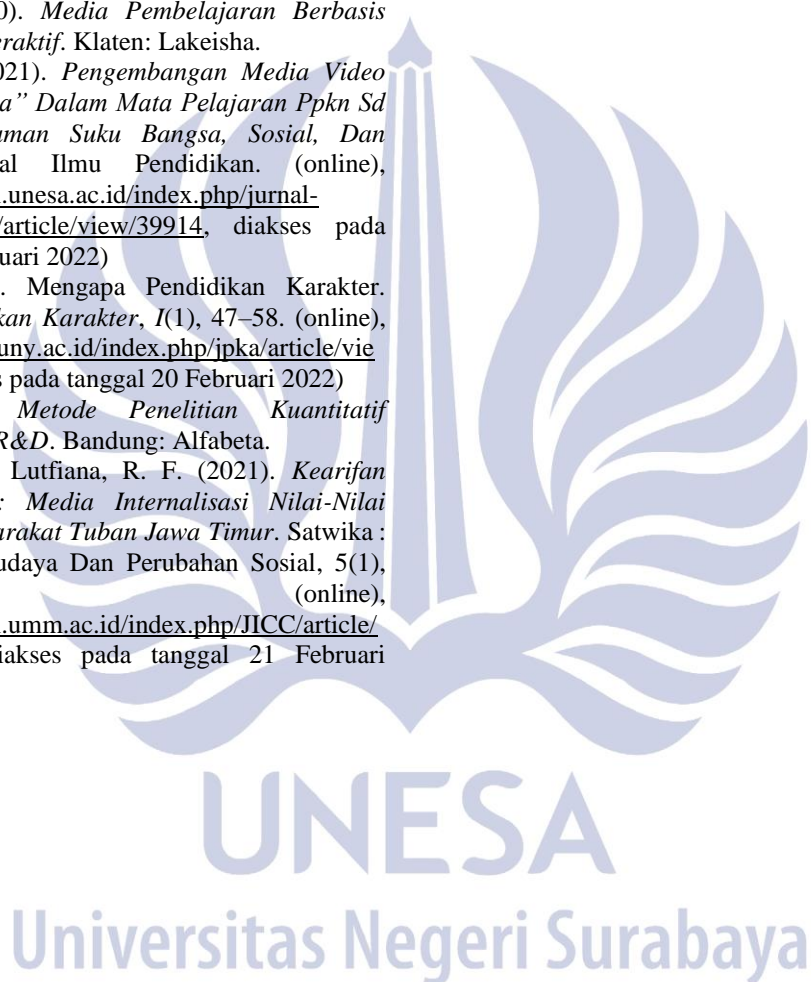 0). Media Pembelajaran Berbasis
eraktif. Klaten: Lakeisha.
021). Pengembangan Media Video
a” Dalam Mata Pelajaran Ppkn Sd
aman Suku Bangsa, Sosial, Dan
al Ilmu Pendidikan. (online),
.unesa.ac.id/index.php/jurnal-
/article/view/39914, diakses pada
uari 2022)
. Mengapa Pendidikan Karakter.
kan Karakter, I(1), 47–58. (online),
uny.ac.id/index.php/jpka/article/vie
s pada tanggal 20 Februari 2022)
Metode Penelitian Kuantitatif
R&D. Bandung: Alfabeta.
Lutfiana, R. F. (2021). Kearifan
: Media Internalisasi Nilai-Nilai
arakat Tuban Jawa Timur. Satwika :
udaya Dan Perubahan Sosial, 5(1),
(online),
.umm.ac.id/index.php/JICC/article/
iakses pada tanggal 21 Februari
UNESA
Universitas Negeri Surabaya